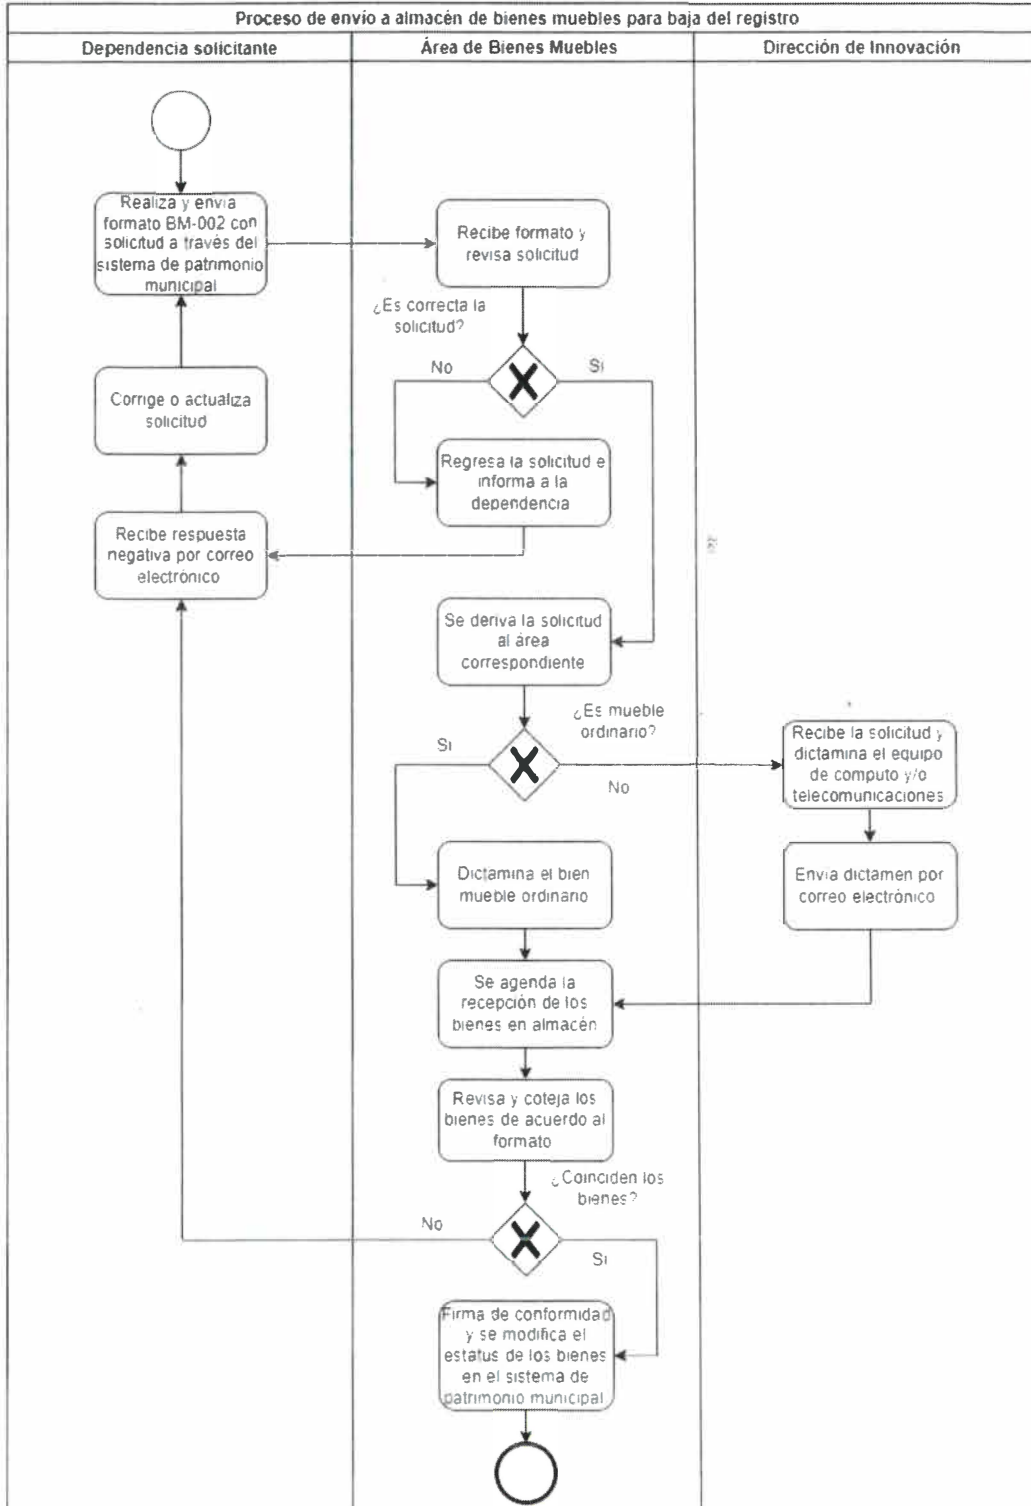 Proceso de envío a almacén de bienes muebles para baja del registro
Dependencia solicitante
Área de Bienes Muebles
Dirección de Innovación
Realiza y envia
formato BM-002 con
solicitud a través del
sistema de patrimonio
municipal
Recibe formato y
revisa solicitud
¿Es correcta la
solicitud?
No
Si
Corrige o actualiza
solicitud
Regresa la solicitud e
informa a la
dependencia
Recibe respuesta
negativa por correo
electrónico
Se deriva la solicitud
al área
correspondiente
¿Es mueble
ordinario?
Si
No
Recibe la solicitud y
dictamina el equipo
de computo y/o
telecomunicaciones
Dictamina el bien
mueble ordinario
Envia dictamen por
correo electrónico
Se agenda la
recepción de los
bienes en almacén
Revisa y coteja los
bienes de acuerdo al
formato
¿Coinciden los
bienes?
No
Si
Firma de conformidad
y se modifica el
estatus de los bienes
en el sistema de
patrimonio municipal